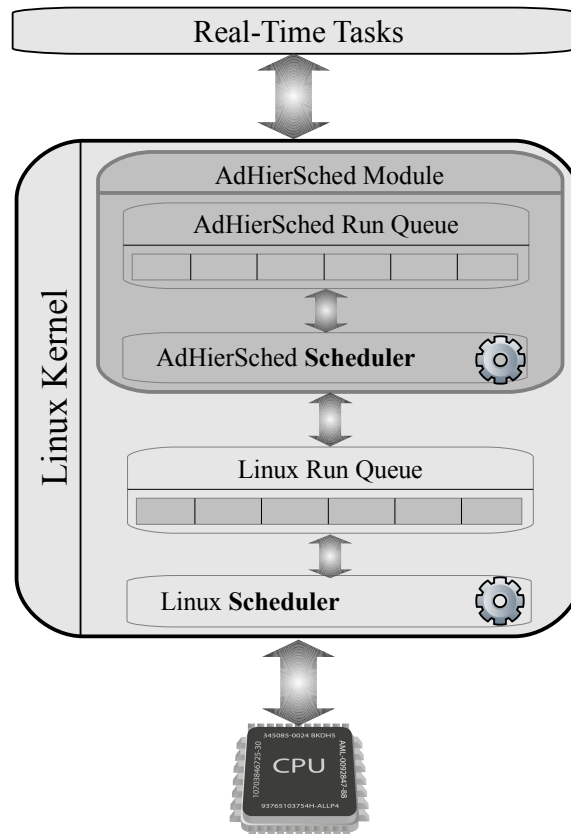 Real-Time Tasks
Linux Kernel
AdHierSched Module
AdHierSched Run Queue
AdHierSched Scheduler
Linux Run Queue
Linux Scheduler
345085-0024 BKDH5
10703846725-30
CPU
AML-0092847-88
93765103754H-ALLP4